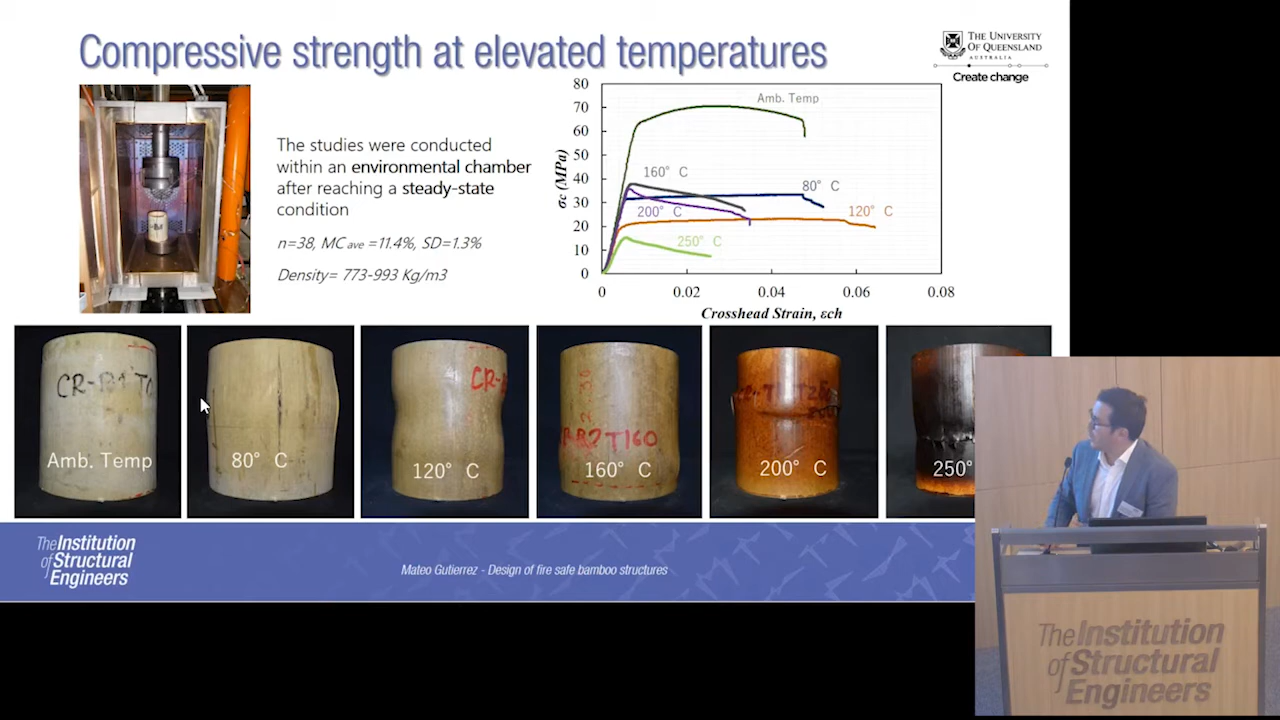 Compressive strength at elevated temperatures
THE UNIVERSITY
OF QUEENSLAND
AUSTRALIA
Create change
The studies were conducted
within an environmental chamber
after reaching a steady-state
condition
n=38, MC ave =11.4%, SD=1.3%
Density= 773-993 Kg/m3
80
70
60
50
40
30
20
10
0
σc (MPa)
Amb. Temp
160° C
80° C
200° C
120° C
250° C
0
0.02
0.04
0.06
0.08
Crosshead Strain, εch
Amb. Temp
80° C
120° C
160° C
200° C
250°
The Institution
of Structural
Engineers
Mateo Gutierrez - Design of fire safe bamboo structures
The Institution
of Structural
Engineers